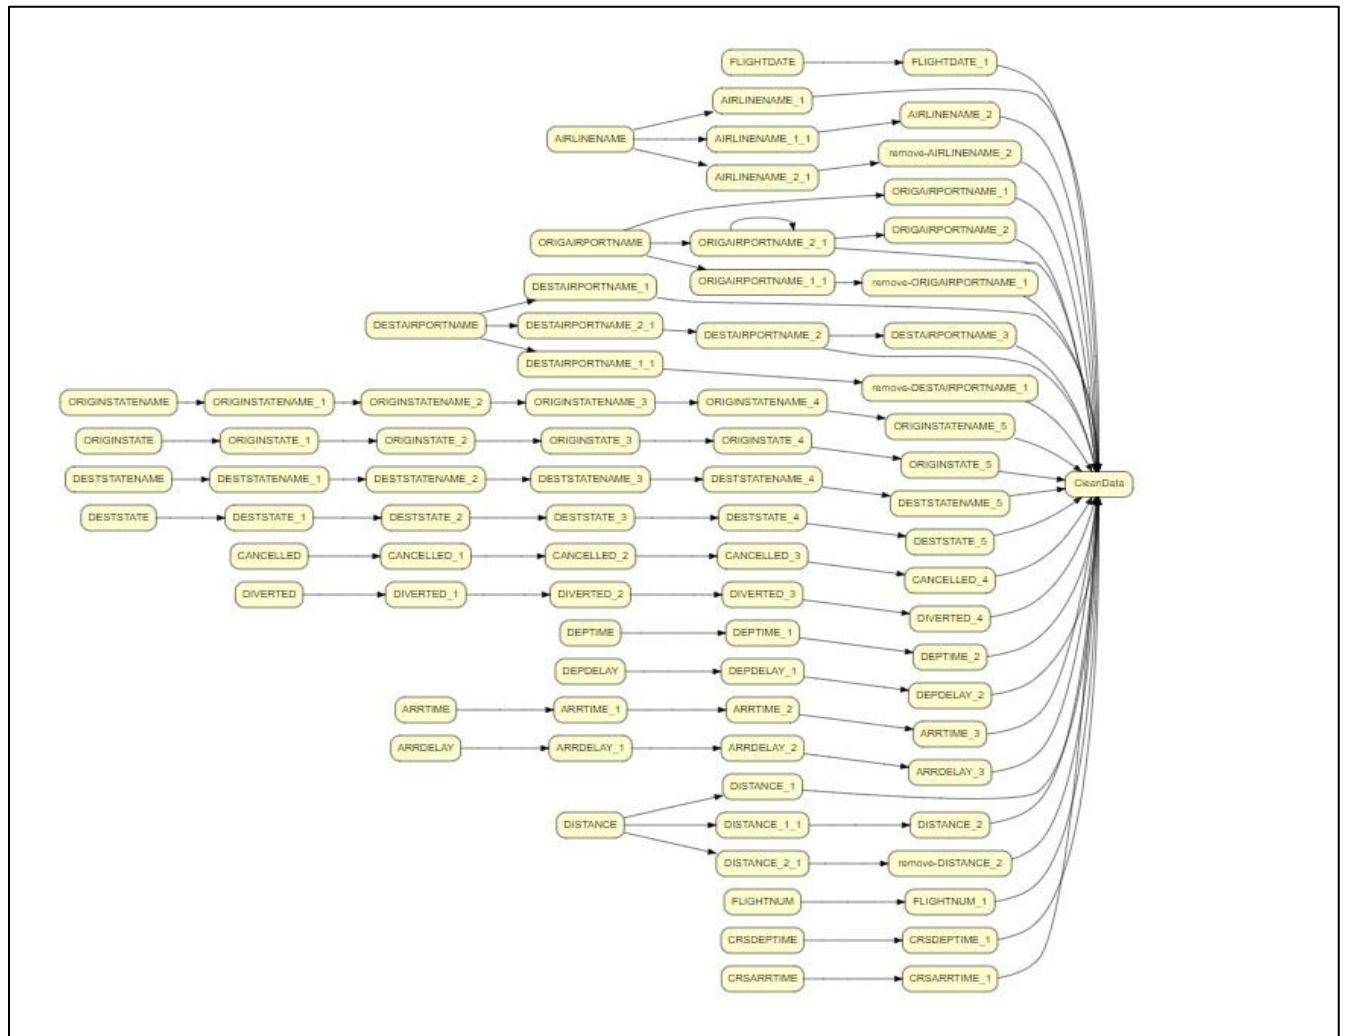 FLIGHTDATE FLIGHTDATE_1
AIRLINENAME_1
AIRLINENAME_2
AIRLINENAME AIRLINENAME_1_1
remove-AIRLINENAME_2
AIRLINENAME_2_1
ORIGAIRPORTNAME_1
ORIGAIRPORTNAME_2
ORIGAIRPORTNAME ORIGAIRPORTNAME_2_1
ORIGAIRPORTNAME_1_1 remove-ORIGAIRPORTNAME_1
DESTAIRPORTNAME_1
DESTAIRPORTNAME DESTAIRPORTNAME_2_1 DESTAIRPORTNAME_2 DESTAIRPORTNAME_3
DESTAIRPORTNAME_1_1
remove-DESTAIRPORTNAME_1
ORIGINSTATENAME ORIGINSTATENAME_1 ORIGINSTATENAME_2 ORIGINSTATENAME_3 ORIGINSTATENAME_4
ORIGINSTATENAME_5
ORIGINSTATE ORIGINSTATE_1 ORIGINSTATE_2 ORIGINSTATE_3 ORIGINSTATE_4
ORIGINSTATE_5
DESTSTATENAME DESTSTATENAME_1 DESTSTATENAME_2 DESTSTATENAME_3 DESTSTATENAME_4
CleanData
DESTSTATENAME_5
DESTSTATE DESTSTATE_1 DESTSTATE_2 DESTSTATE_3 DESTSTATE_4
DESTSTATE_5
CANCELLED CANCELLED_1 CANCELLED_2 CANCELLED_3
CANCELLED_4
DIVERTED DIVERTED_1 DIVERTED_2 DIVERTED_3
DIVERTED_4
DEPTIME DEPTIME_1
DEPTIME_2
DEPDELAY DEPDELAY_1
DEPDELAY_2
ARRTIME ARRTIME_1 ARRTIME_2
ARRTIME_3
ARRDELAY ARRDELAY_1 ARRDELAY_2
ARRDELAY_3
DISTANCE_1
DISTANCE DISTANCE_1_1 DISTANCE_2
DISTANCE_2_1 remove-DISTANCE_2
FLIGHTNUM FLIGHTNUM_1
CRSDEPTIME CRSDEPTIME_1
CRSARRTIME CRSARRTIME_1